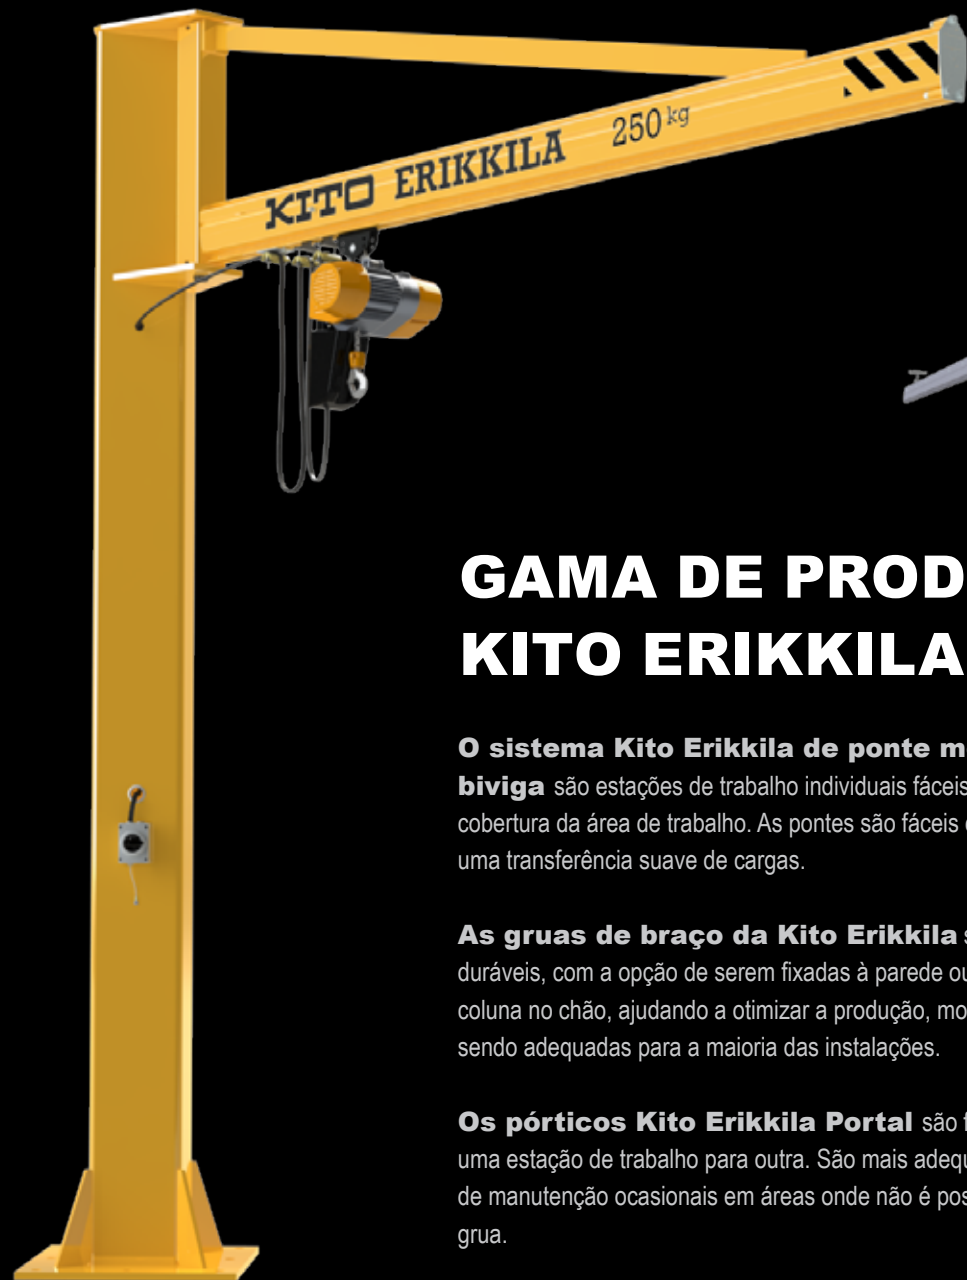 KITO ERIKKILA 250 kg
GAMA DE PROD
KITO ERIKKILA
O sistema Kito Erikkila de ponte m
biviga são estações de trabalho individuais fáceis
cobertura da área de trabalho. As pontes são fáceis
uma transferência suave de cargas.
As gruas de braço da Kito Erikkila s
duráveis, com a opção de serem fixadas à parede ou
coluna no chão, ajudando a otimizar a produção, mo
sendo adequadas para a maioria das instalações.
Os pórticos Kito Erikkila Portal são f
uma estação de trabalho para outra. São mais adequ
de manutenção ocasionais em áreas onde não é pos
grua.